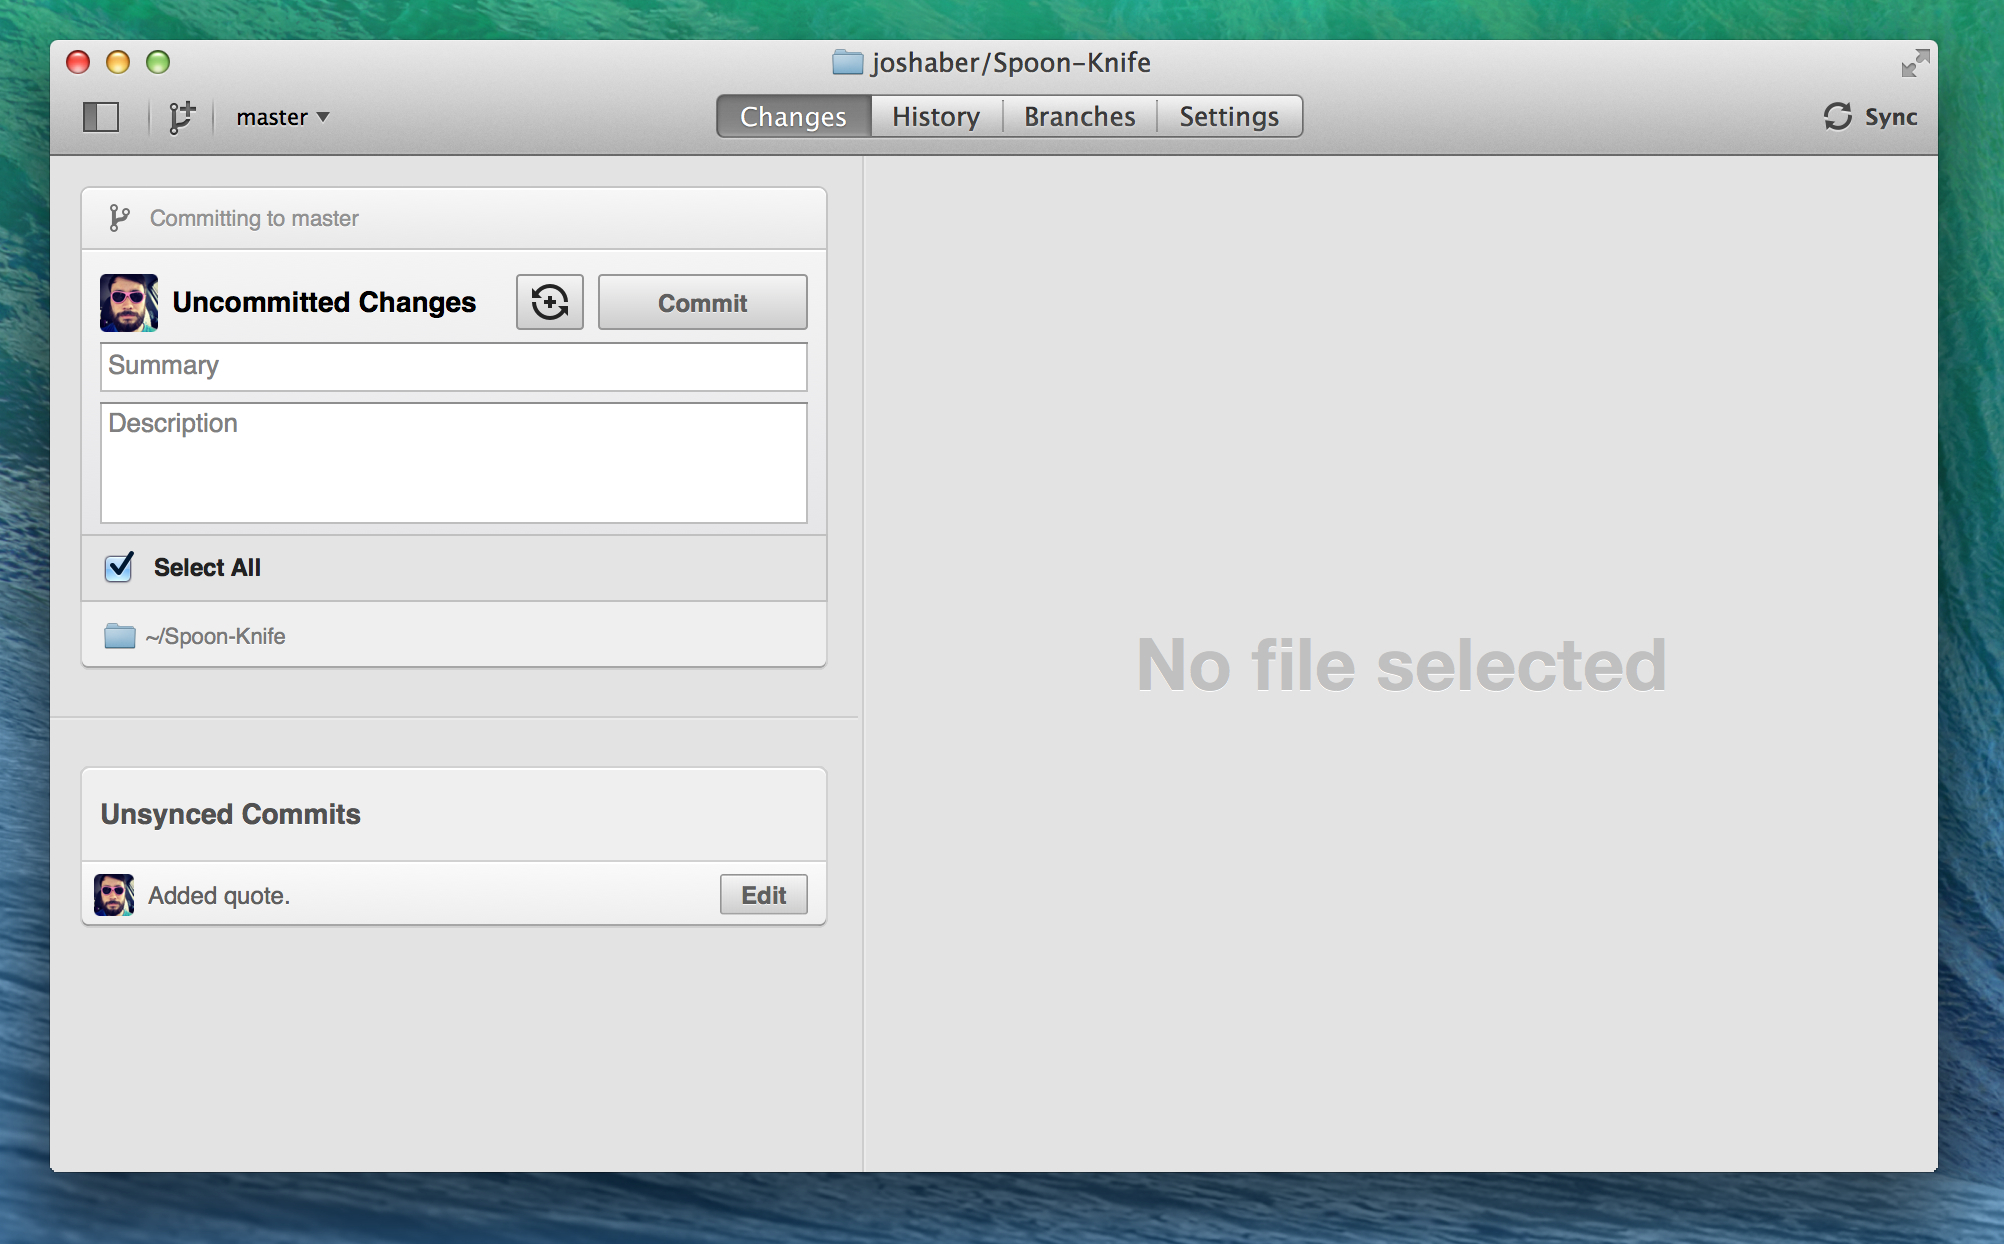 joshaber/Spoon-Knife
master
Changes History Branches Settings
Sync
Committing to master
Uncommitted Changes
Commit
Summary
Description
Select All
~/Spoon-Knife
No file selected
Unsynced Commits
Added quote.
Edit